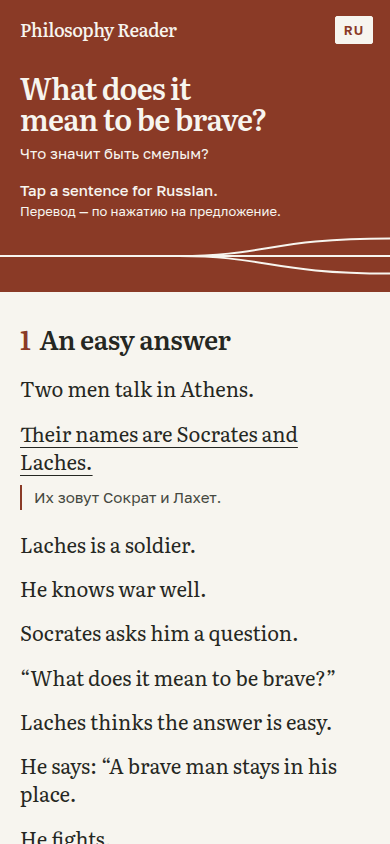 Philosophy Reader
RU
What does it
mean to be brave?
Что значит быть смелым?
Tap a sentence for Russian.
Перевод — по нажатию на предложение.
1 An easy answer
Two men talk in Athens.
Their names are Socrates and
Laches.
Их зовут Сократ и Лахет.
Laches is a soldier.
He knows war well.
Socrates asks him a question.
“What does it mean to be brave?”
Laches thinks the answer is easy.
He says: “A brave man stays in his
place.
He fights